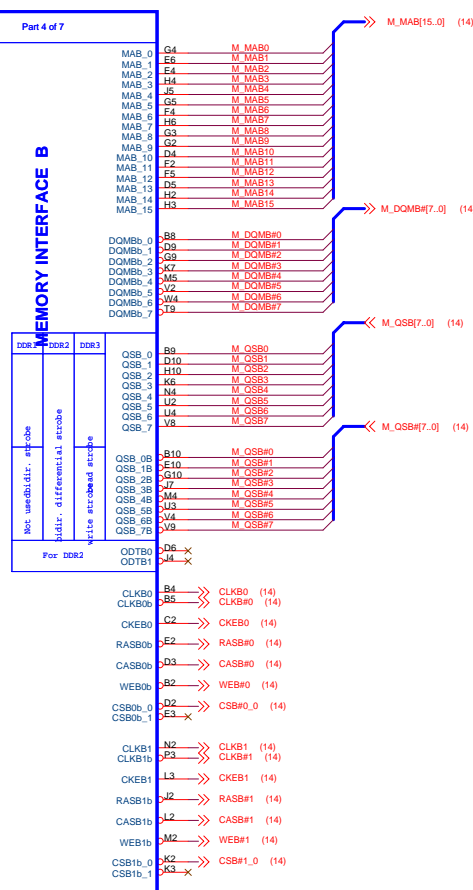 Part 4 of 7
MEMORY INTERFACE B
M_MAB[15..0] (14)
MAB_0 G4 M_MAB0
MAB_1 E6 M_MAB1
MAB_2 E4 M_MAB2
MAB_3 H4 M_MAB3
MAB_4 J5 M_MAB4
MAB_5 G5 M_MAB5
MAB_6 F4 M_MAB6
MAB_7 H6 M_MAB7
MAB_8 G3 M_MAB8
MAB_9 G2 M_MAB9
MAB_10 D4 M_MAB10
MAB_11 F2 M_MAB11
MAB_12 F5 M_MAB12
MAB_13 D5 M_MAB13
MAB_14 H2 M_MAB14
MAB_15 H3 M_MAB15
M_DQMB#[7..0] (14
DQMBb_0 B8 M_DQMB#0
DQMBb_1 D9 M_DQMB#1
DQMBb_2 G9 M_DQMB#2
DQMBb_3 K7 M_DQMB#3
DQMBb_4 M5 M_DQMB#4
DQMBb_5 V2 M_DQMB#5
DQMBb_6 W4 M_DQMB#6
DQMBb_7 T9 M_DQMB#7
M_QSB[7..0] (14)
DDR1 DDR2 DDR3
QSB_0 B9 M_QSB0
QSB_1 D10 M_QSB1
QSB_2 H10 M_QSB2
QSB_3 K6 M_QSB3
QSB_4 N4 M_QSB4
QSB_5 U2 M_QSB5
QSB_6 U4 M_QSB6
QSB_7 V8 M_QSB7
M_QSB#[7..0] (14)
QSB_0B B10 M_QSB#0
QSB_1B E10 M_QSB#1
QSB_2B G10 M_QSB#2
QSB_3B J7 M_QSB#3
QSB_4B M4 M_QSB#4
QSB_5B U3 M_QSB#5
QSB_6B V4 M_QSB#6
QSB_7B V9 M_QSB#7
Not used bidir. strobe
bidir. differential strobe
write strobe read strobe
For DDR2
ODTB0 D6
ODTB1 J4
CLKB0 B4 CLKB0 (14)
CLKB0b B5 CLKB#0 (14)
CKEB0 C2 CKEB0 (14)
RASB0b E2 RASB#0 (14)
CASB0b D3 CASB#0 (14)
WEB0b B2 WEB#0 (14)
CSB0b_0 D2 CSB#0_0 (14)
CSB0b_1 E3
CLKB1 N2 CLKB1 (14)
CLKB1b P3 CLKB#1 (14)
CKEB1 L3 CKEB1 (14)
RASB1b J2 RASB#1 (14)
CASB1b L2 CASB#1 (14)
WEB1b M2 WEB#1 (14)
CSB1b_0 K2 CSB#1_0 (14)
CSB1b_1 K3